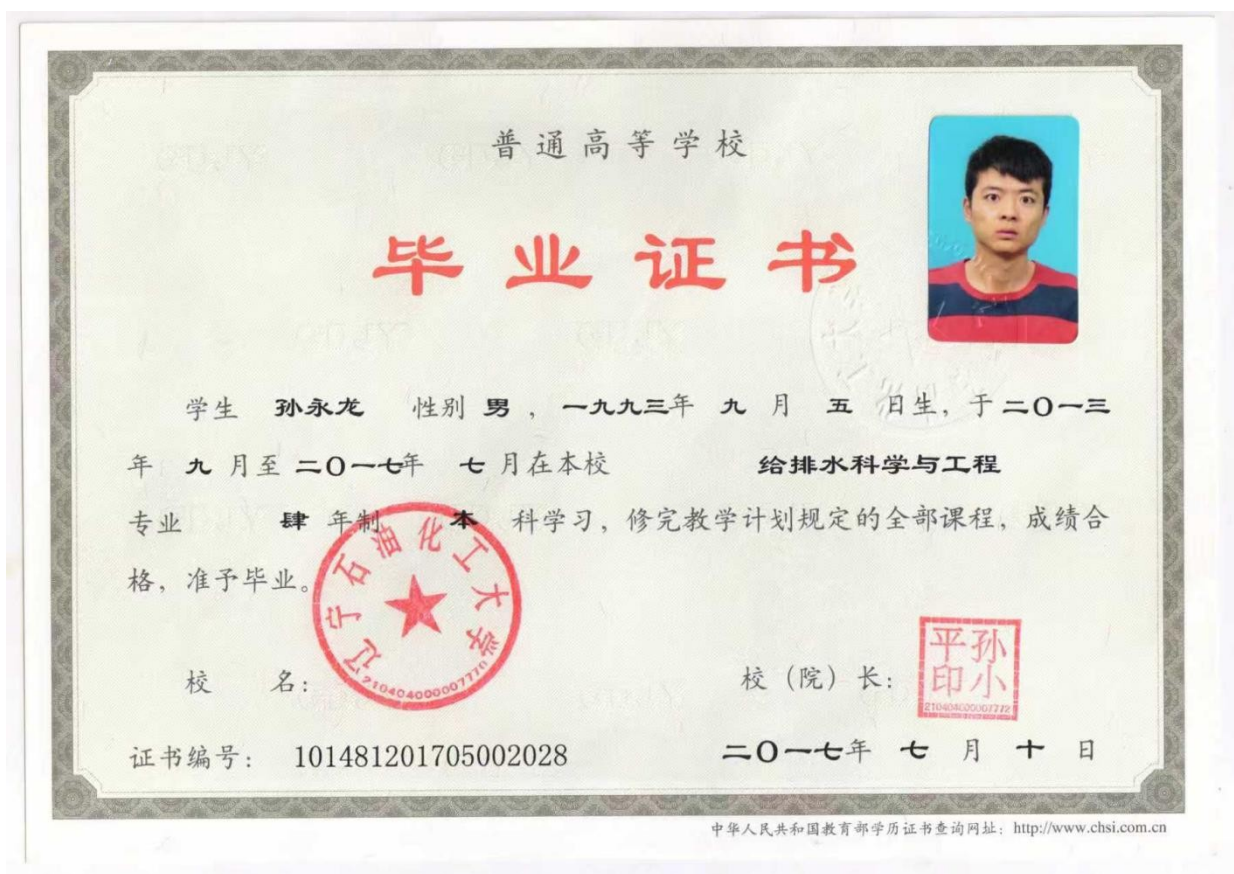 普通高等学校
毕业证书
学生 孙永龙 性别 男 ，一九九三年 九 月 五 日生，于二〇一三
年 九 月至 二〇一七年 七 月在本校 给排水科学与工程
专业 肆 年制 本 科学习，修完教学计划规定的全部课程，成绩合
格，准予毕业。
辽宁石油化工大学
210404000007770
校 名：
校（院）长：
孙小平印
证书编号： 101481201705002028
二〇一七年 七 月 十 日
中华人民共和国教育部学历证书查询网址：http://www.chsi.com.cn